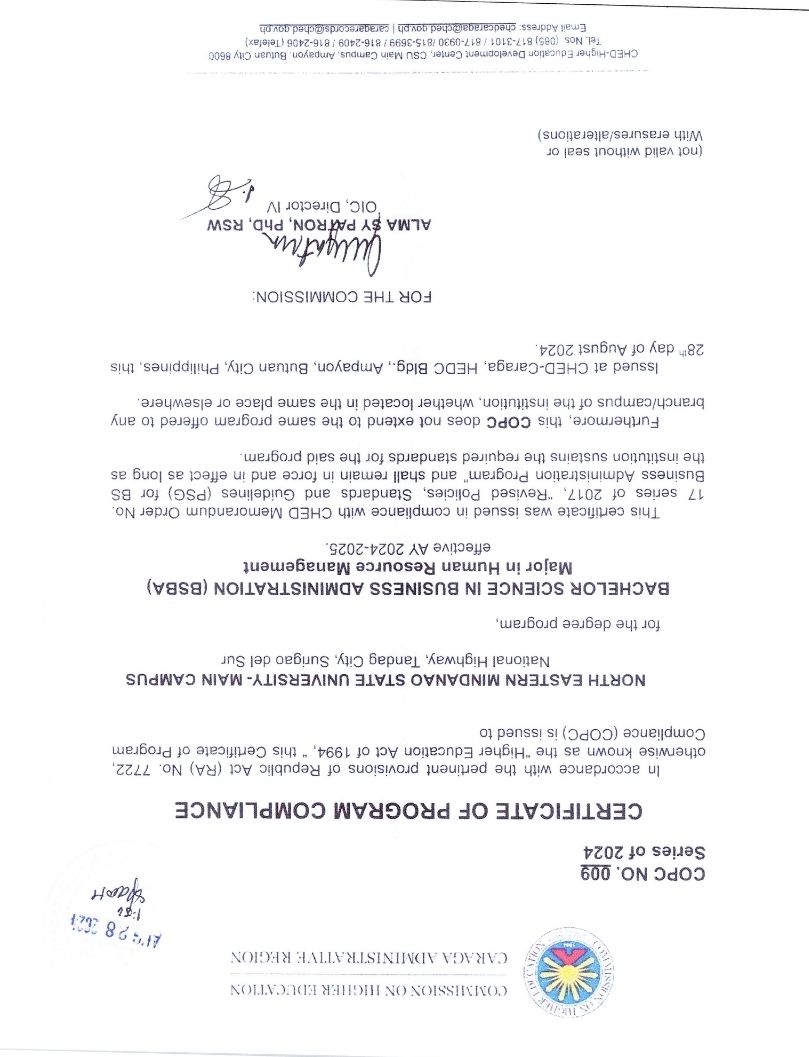 COMMISSION ON HIGHER EDUCATION
COMMISSION ON HIGHER EDUCATION
CARAGA ADMINISTRATIVE REGION
AUG 28 2024
1:56
COPC NO. 009
Series of 2024
CERTIFICATE OF PROGRAM COMPLIANCE
In accordance with the pertinent provisions of Republic Act (RA) No. 7722,
otherwise known as the “Higher Education Act of 1994, “ this Certificate of Program
Compliance (COPC) is issued to
NORTH EASTERN MINDANAO STATE UNIVERSITY- MAIN CAMPUS
National Highway, Tandag City, Surigao del Sur
for the degree program,
BACHELOR SCIENCE IN BUSINESS ADMINISTRATION (BSBA)
Major in Human Resource Management
effective AY 2024-2025.
This certificate was issued in compliance with CHED Memorandum Order No.
17 series of 2017, “Revised Policies, Standards and Guidelines (PSG) for BS
Business Administration Program” and shall remain in force and in effect as long as
the institution sustains the required standards for the said program.
Furthermore, this COPC does not extend to the same program offered to any
branch/campus of the institution, whether located in the same place or elsewhere.
Issued at CHED-Caraga, HEDC Bldg., Ampayon, Butuan City, Philippines, this
28th day of August 2024.
FOR THE COMMISSION:
ALMA SY PATRON, PhD, RSW
OIC, Director IV
(not valid without seal or
With erasures/alterations)
CHED-Higher Education Development Center, CSU Main Campus, Ampayon, Butuan City 8600
Tel. Nos. (085) 817-3101 / 817-0930 /815-3699 / 816-2409 / 816-2406 (Telefax)
Email Address: chedcaraga@ched.gov.ph | caragarecords@ched.gov.ph